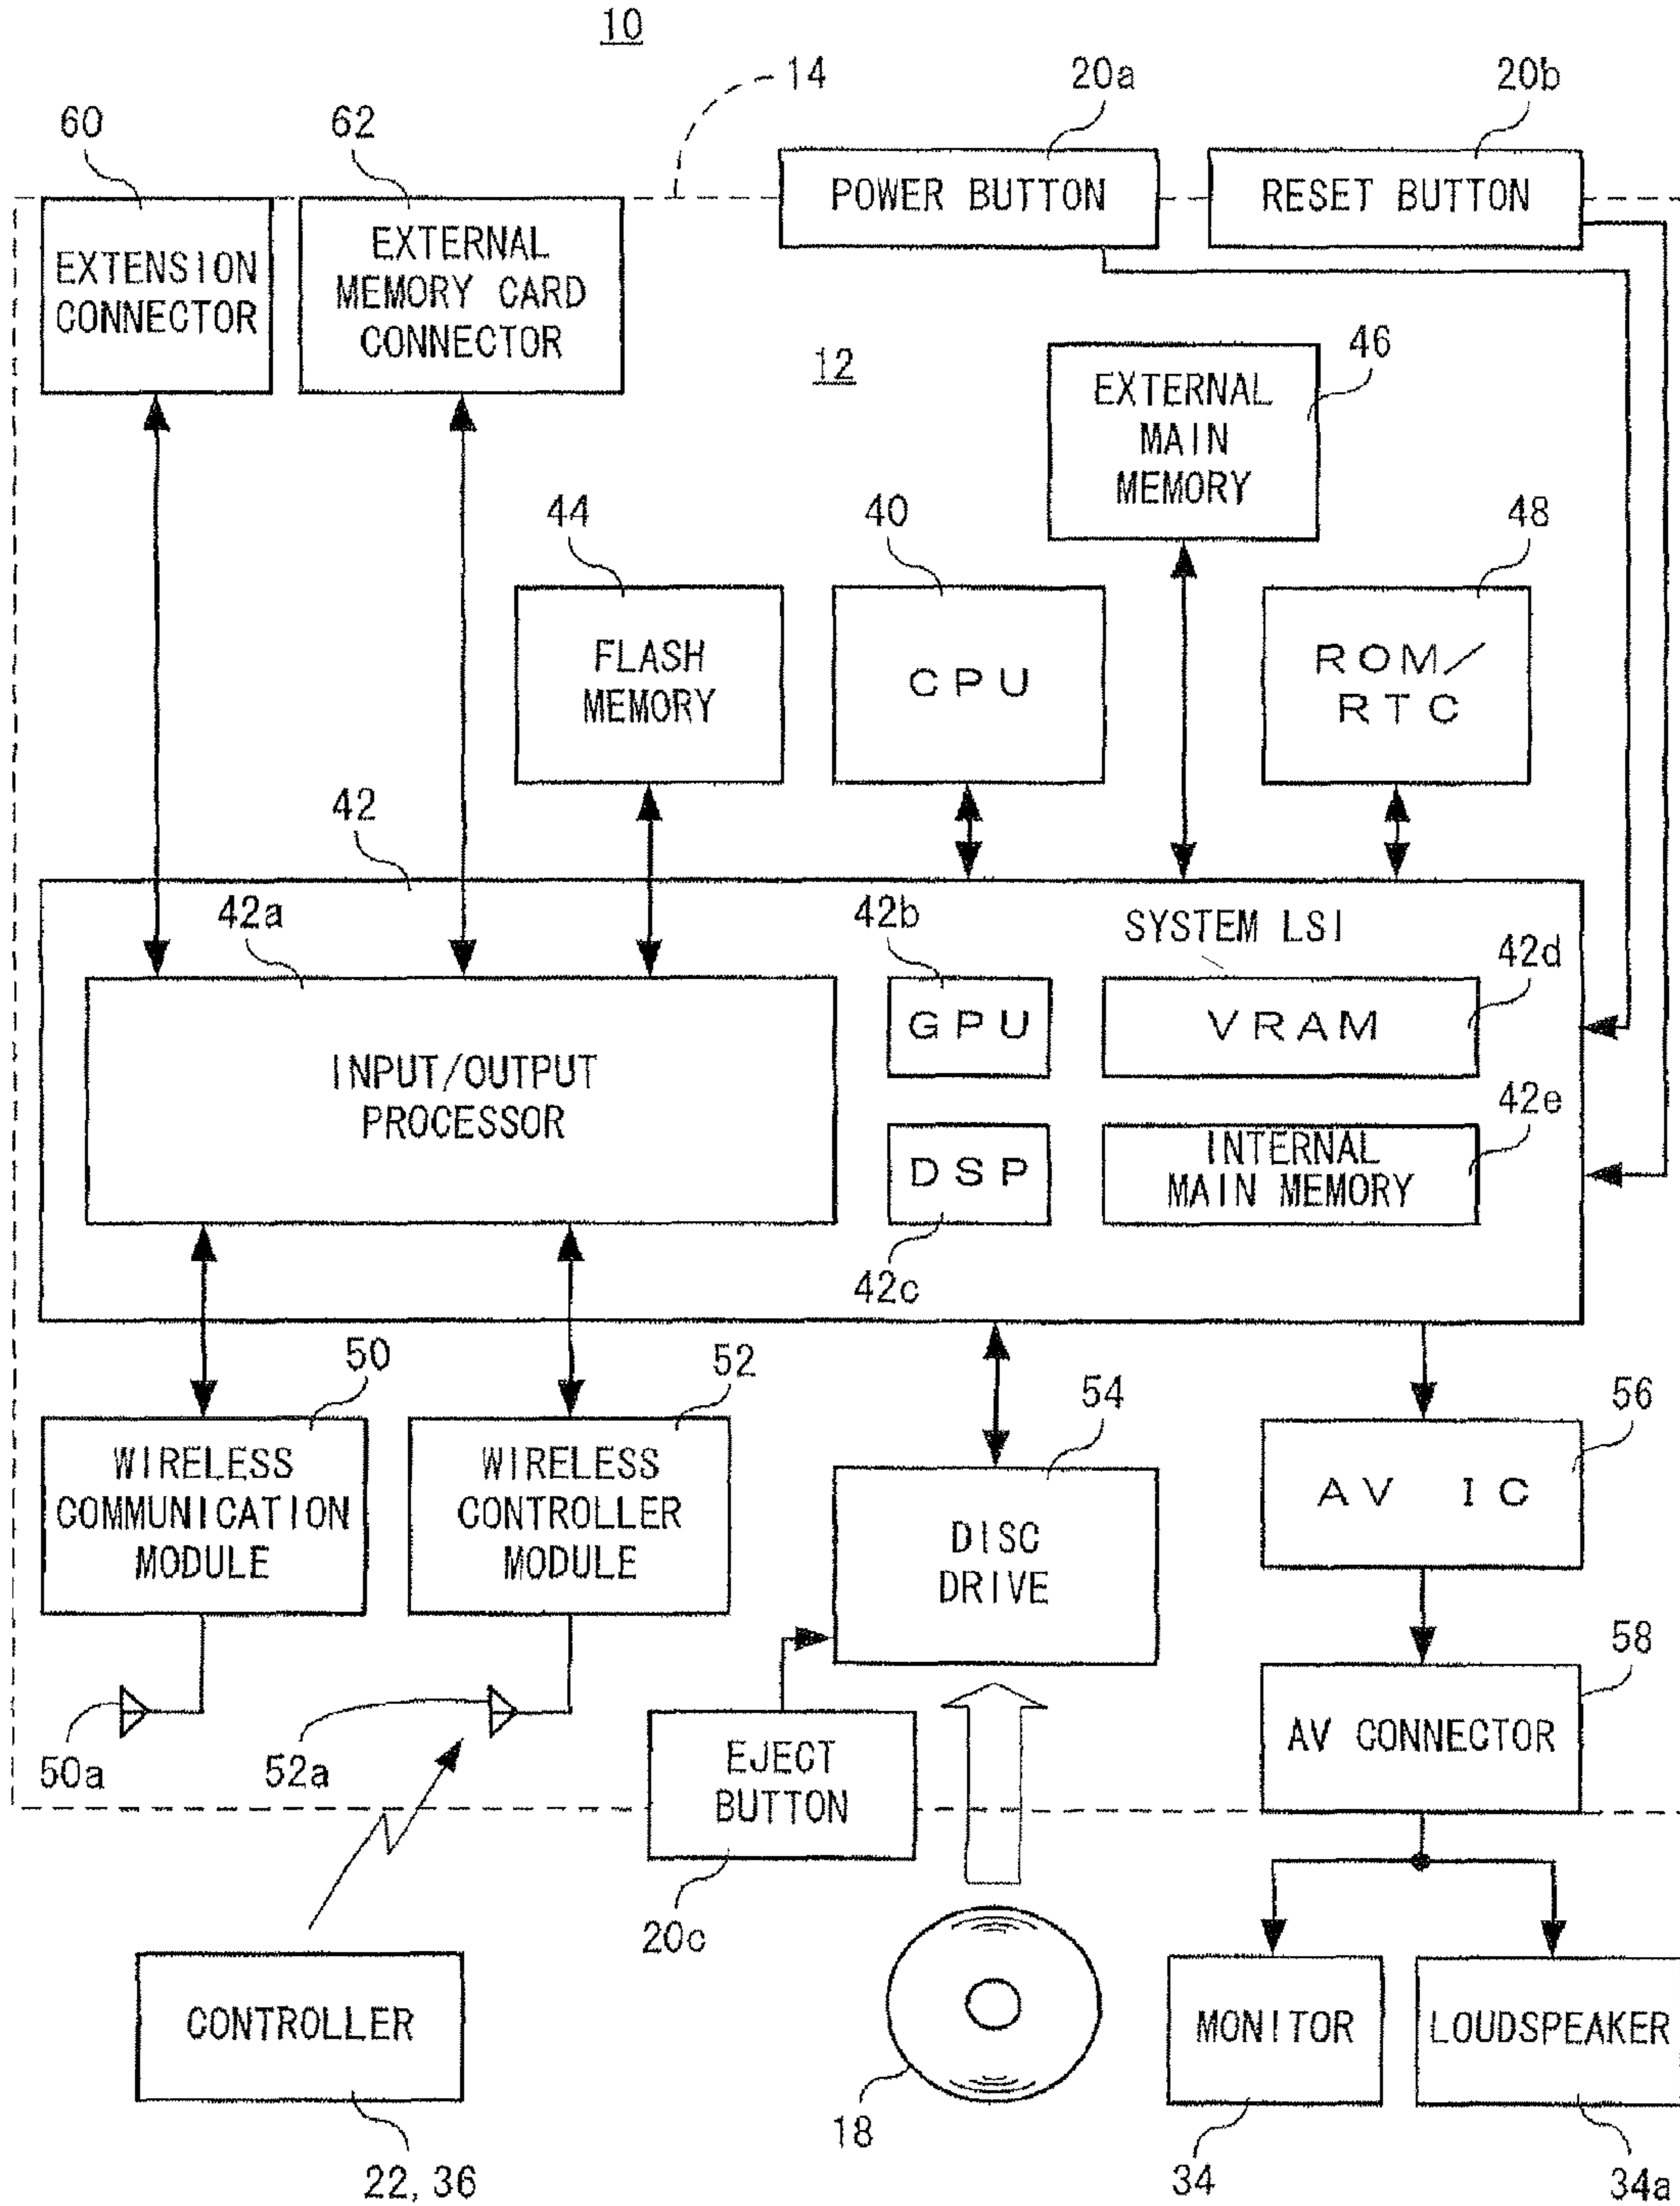 10
14
20a
20b
60
62
POWER BUTTON
RESET BUTTON
EXTENSION
CONNECTOR
EXTERNAL
MEMORY CARD
CONNECTOR
12
46
EXTERNAL
MAIN
MEMORY
44
40
48
FLASH
MEMORY
CPU
ROM/
RTC
42
42a
42b
SYSTEM LSI
42d
INPUT/OUTPUT
PROCESSOR
GPU
VRAM
42e
DSP
INTERNAL
MAIN MEMORY
42c
50
52
54
56
WIRELESS
COMMUNICATION
MODULE
WIRELESS
CONTROLLER
MODULE
DISC
DRIVE
AV IC
58
50a
52a
EJECT
BUTTON
AV CONNECTOR
20c
CONTROLLER
MONITOR
LOUDSPEAKER
18
22, 36
34
34a